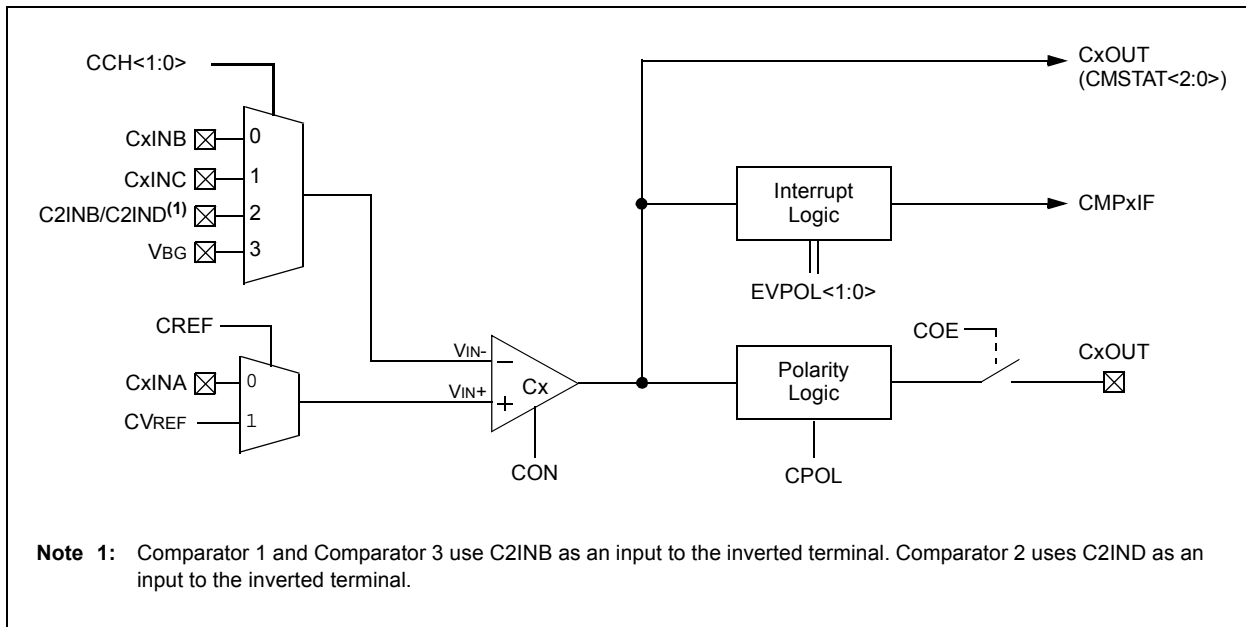 CCH<1:0>
CxINB
0
CxINC
1
C2INB/C2IND(1)
2
VBG
3
CREF
CxINA
0
CVREF
1
VIN-
–
VIN+
+
Cx
CON
CxOUT
(CMSTAT<2:0>)
Interrupt
Logic
CMPxIF
EVPOL<1:0>
COE
CxOUT
Polarity
Logic
CPOL
Note 1: Comparator 1 and Comparator 3 use C2INB as an input to the inverted terminal. Comparator 2 uses C2IND as an
input to the inverted terminal.